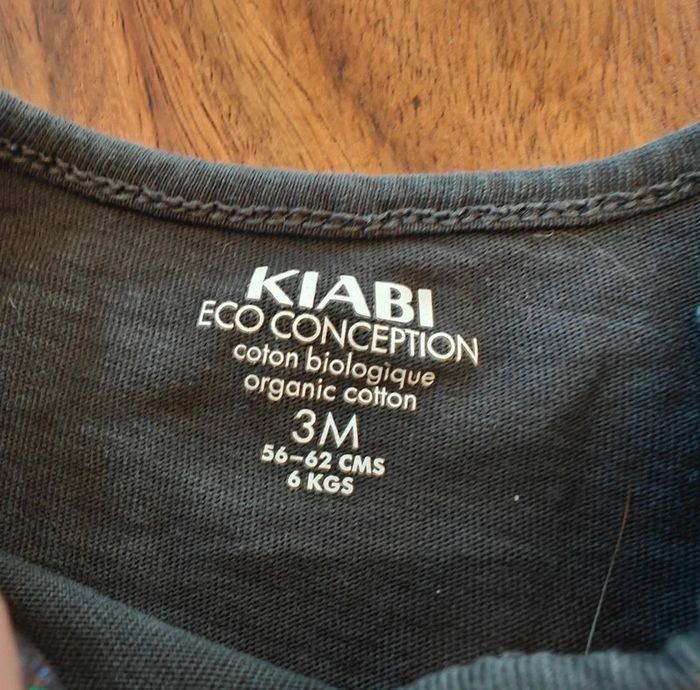 KIABI
ECO CONCEPTION
coton biologique
organic cotton
3M
56-62 CMS
6 KGS